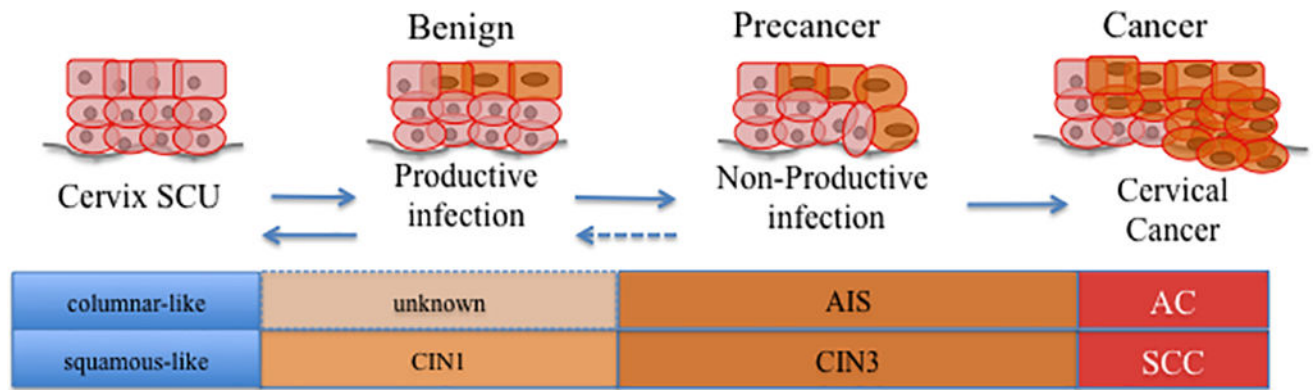 Benign
Precancer
Cancer
Cervix SCU
Productive
infection
Non-Productive
infection
Cervical
Cancer
columnar-like
unknown
AIS
AC
squamous-like
CIN1
CIN3
SCC